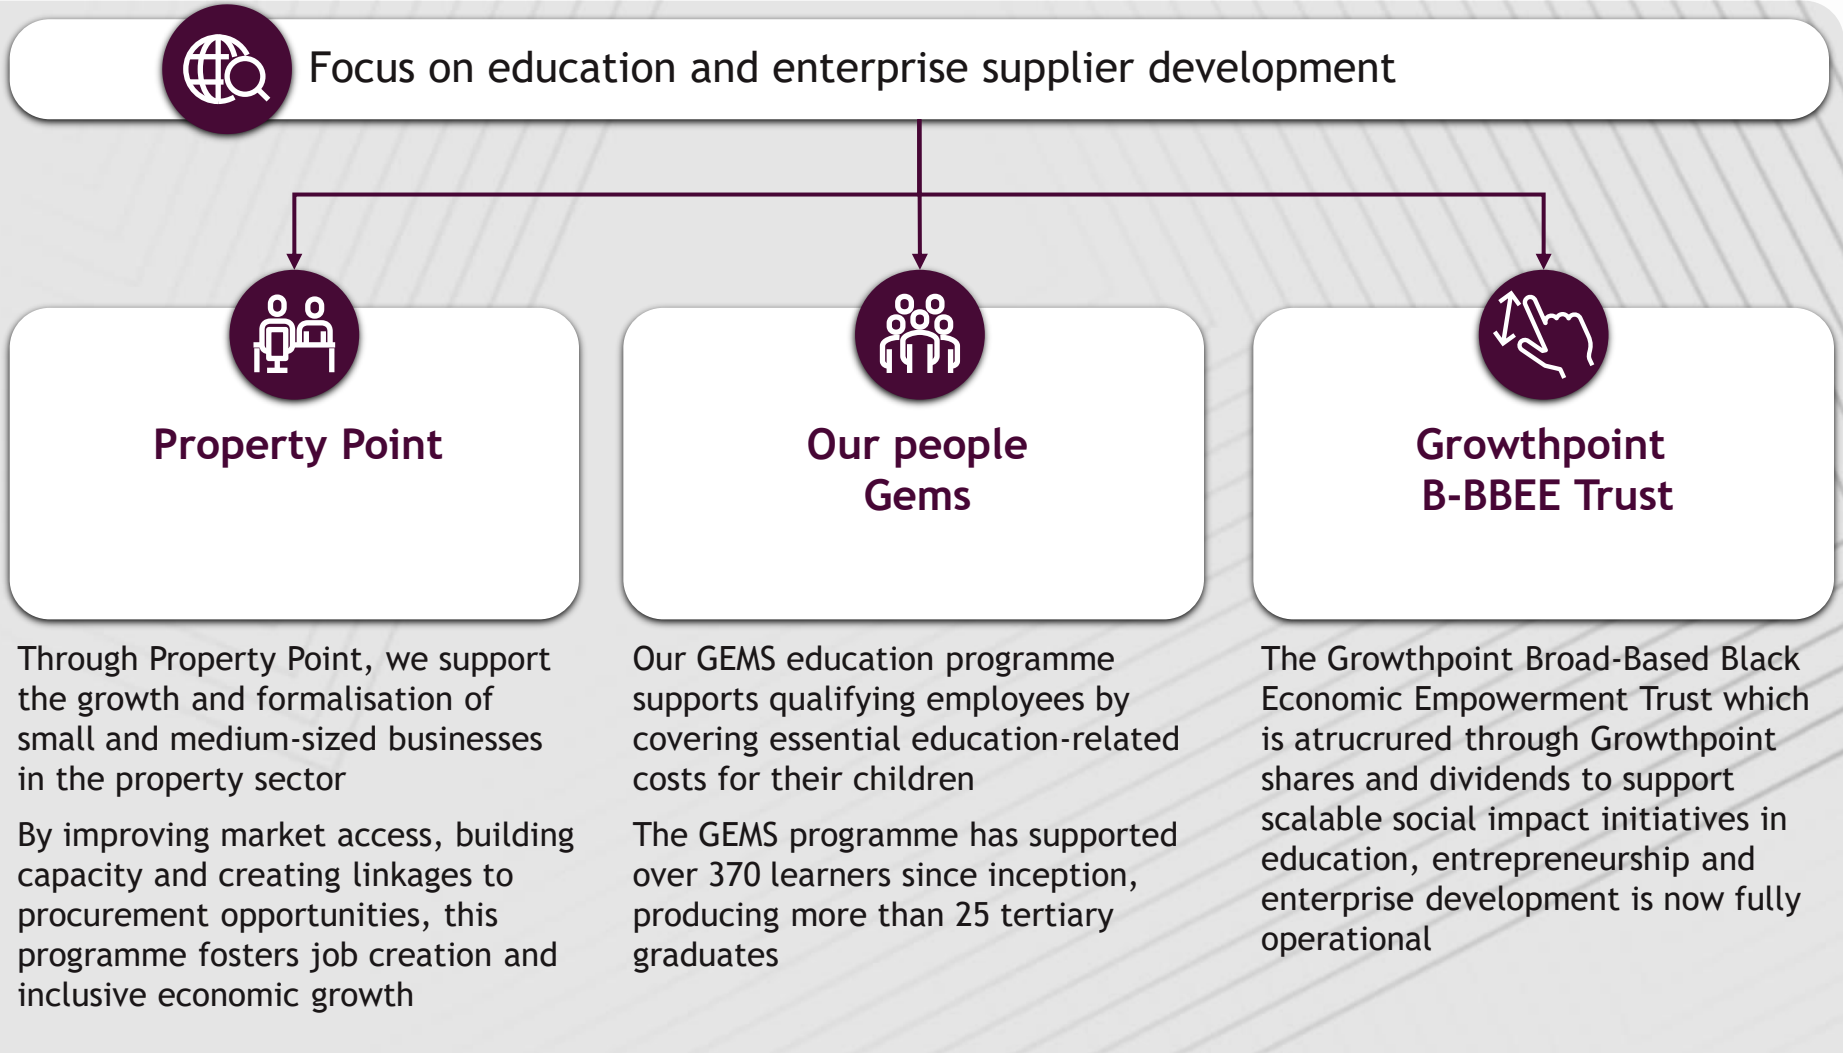 Focus on education and enterprise supplier development
Property Point
Our people
Gems
Growthpoint
B-BBEE Trust
Through Property Point, we support
the growth and formalisation of
small and medium-sized businesses
in the property sector
By improving market access, building
capacity and creating linkages to
procurement opportunities, this
programme fosters job creation and
inclusive economic growth
Our GEMS education programme
supports qualifying employees by
covering essential education-related
costs for their children
The GEMS programme has supported
over 370 learners since inception,
producing more than 25 tertiary
graduates
The Growthpoint Broad-Based Black
Economic Empowerment Trust which
is atrucrured through Growthpoint
shares and dividends to support
scalable social impact initiatives in
education, entrepreneurship and
enterprise development is now fully
operational